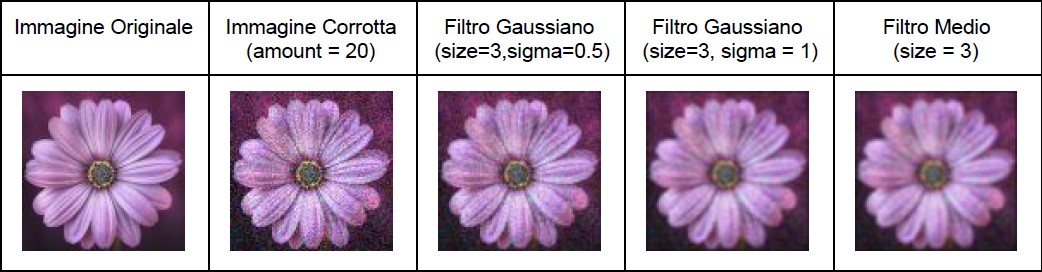 Immagine Originale
Immagine Corrotta
(amount = 20)
Filtro Gaussiano
(size=3,sigma=0.5)
Filtro Gaussiano
(size=3, sigma = 1)
Filtro Medio
(size = 3)